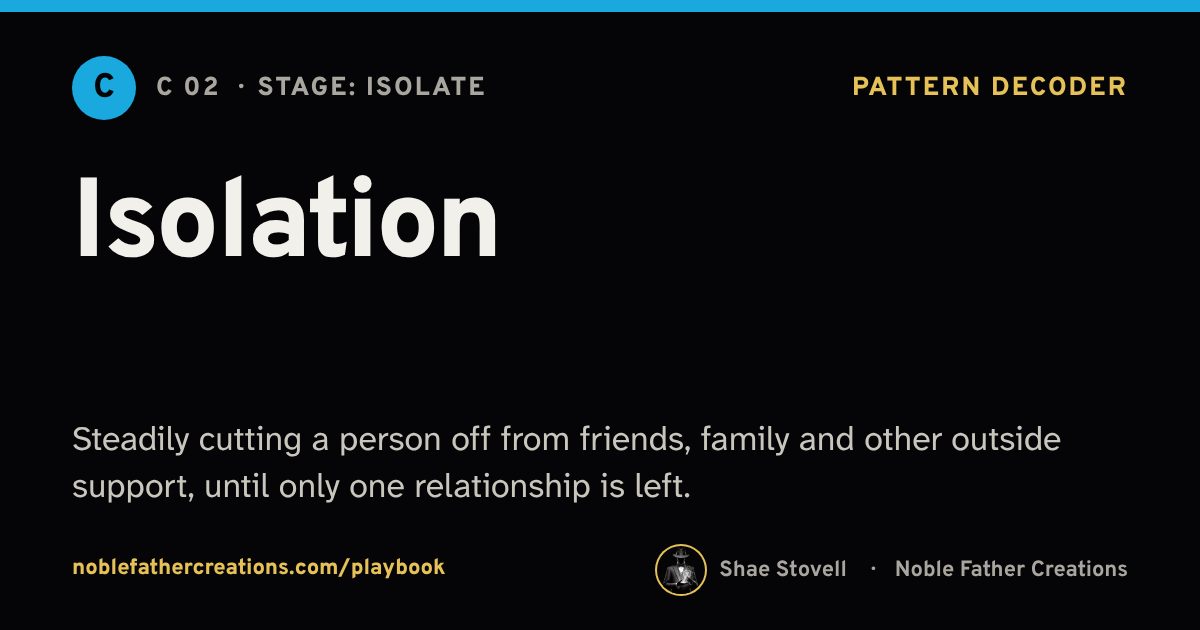 C
C 02 · STAGE: ISOLATE
PATTERN DECODER
Isolation
Steadily cutting a person off from friends, family and other outside
support, until only one relationship is left.
noblefathercreations.com/playbook
Shae Stovell · Noble Father Creations